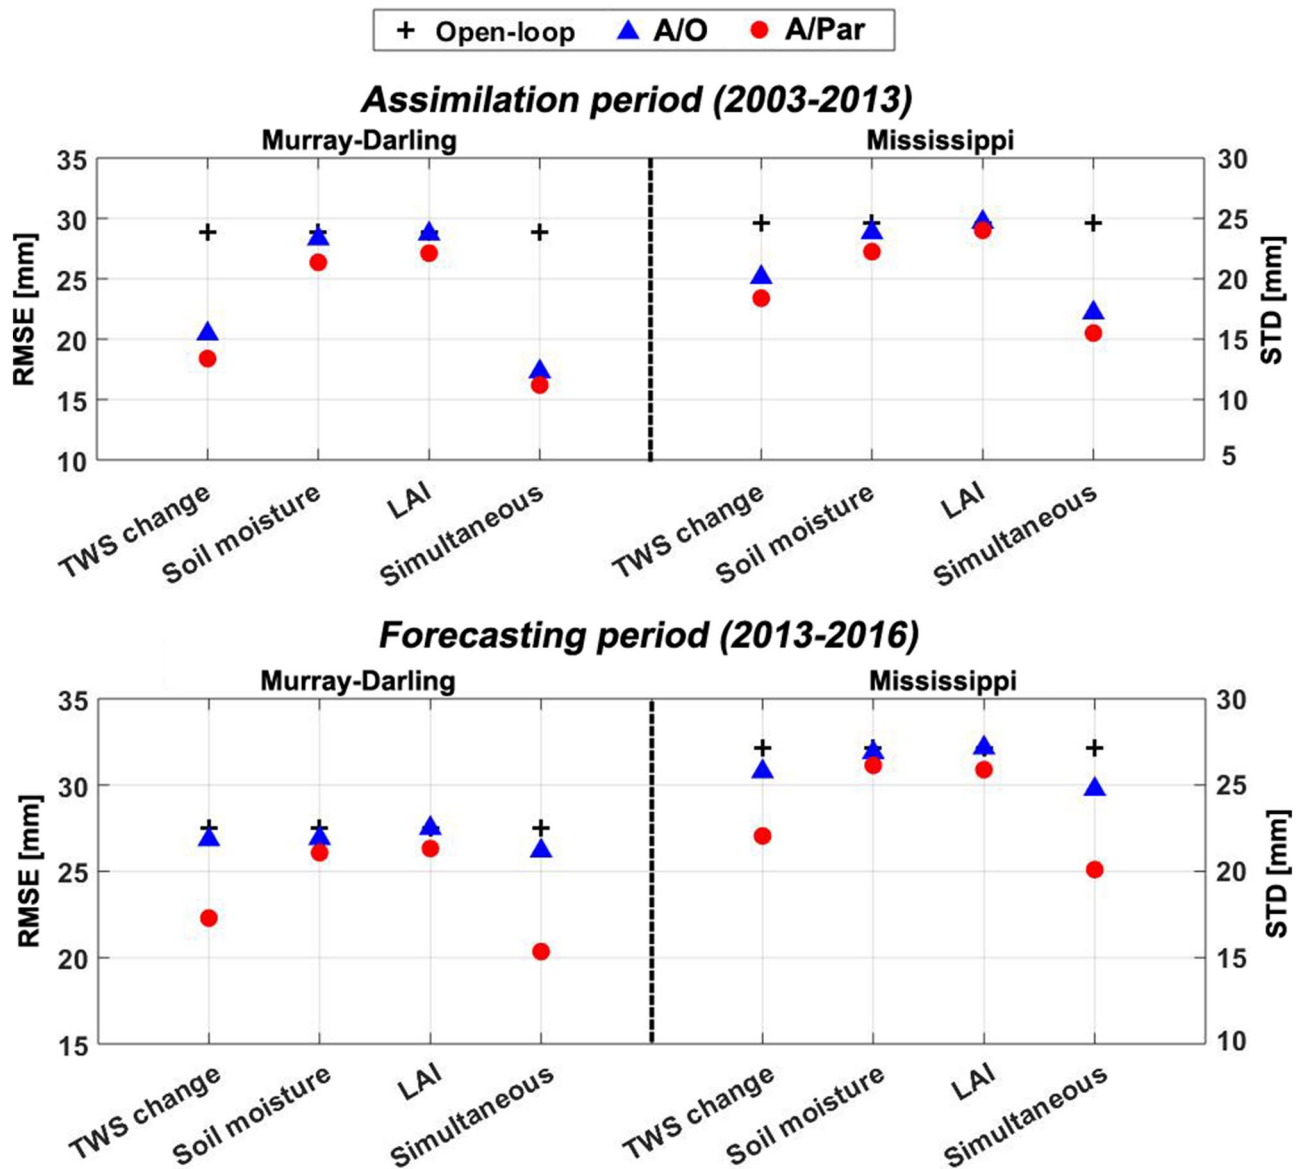 Open-loop A/O A/Par
Assimilation period (2003-2013)
Murray-Darling Mississippi
RMSE [mm]
35
30
25
20
15
10
30
25
20
15
10
5
STD [mm]
TWS change
Soil moisture
LAI
Simultaneous
TWS change
Soil moisture
LAI
Simultaneous
Forecasting period (2013-2016)
Murray-Darling Mississippi
RMSE [mm]
35
30
25
20
15
30
25
20
15
10
STD [mm]
TWS change
Soil moisture
LAI
Simultaneous
TWS change
Soil moisture
LAI
Simultaneous